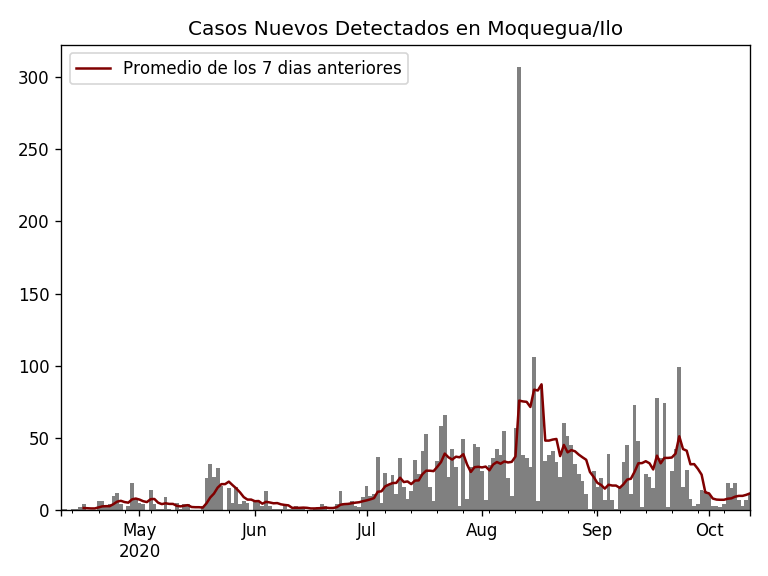 Casos Nuevos Detectados en Moquegua/Ilo
Promedio de los 7 dias anteriores
300
250
200
150
100
50
0
May Jun Jul Aug Sep Oct
2020